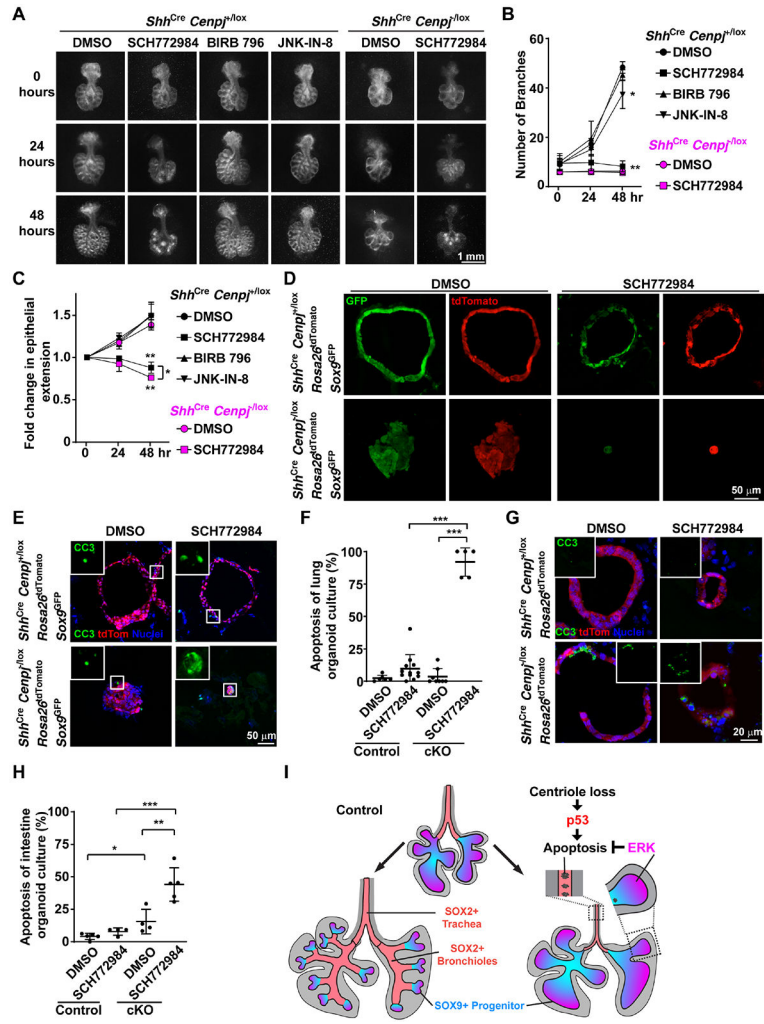 A
Shh^Cre Cenpj^+/lox
Shh^Cre Cenpj^-/lox
DMSO SCH772984 BIRB 796 JNK-IN-8 DMSO SCH772984
0 hours
24 hours
48 hours
1 mm
B
Number of Branches
60
40
20
0
0 24 48 hr
*
**
Shh^Cre Cenpj^+/lox
DMSO
SCH772984
BIRB 796
JNK-IN-8
Shh^Cre Cenpj^-/lox
DMSO
SCH772984
C
Fold change in epithelial
extension
1.5
1.0
0.5
0
0 24 48 hr
**
*
**
Shh^Cre Cenpj^+/lox
DMSO
SCH772984
BIRB 796
JNK-IN-8
Shh^Cre Cenpj^-/lox
DMSO
SCH772984
D
DMSO
SCH772984
GFP
tdTomato
Shh^Cre Cenpj^+/lox
Rosa26^tdTomato
Sox9^GFP
Shh^Cre Cenpj^-/lox
Rosa26^tdTomato
Sox9^GFP
50 µm
E
DMSO
SCH772984
CC3
CC3 tdTom Nuclei
Shh^Cre Cenpj^+/lox
Rosa26^tdTomato
Sox9^GFP
Shh^Cre Cenpj^-/lox
Rosa26^tdTomato
Sox9^GFP
50 µm
F
Apoptosis of lung
organoid culture (%)
100
75
50
25
0
***
***
DMSO
SCH772984
DMSO
SCH772984
Control
cKO
G
DMSO
SCH772984
CC3
CC3 tdTom Nuclei
Shh^Cre Cenpj^+/lox
Rosa26^tdTomato
Shh^Cre Cenpj^-/lox
Rosa26^tdTomato
20 µm
H
Apoptosis of intestine
organoid culture (%)
100
75
50
25
0
***
**
*
DMSO
SCH772984
DMSO
SCH772984
Control
cKO
I
Control
Centriole loss
p53
Apoptosis
ERK
SOX2+
Trachea
SOX2+
Bronchioles
SOX9+ Progenitor